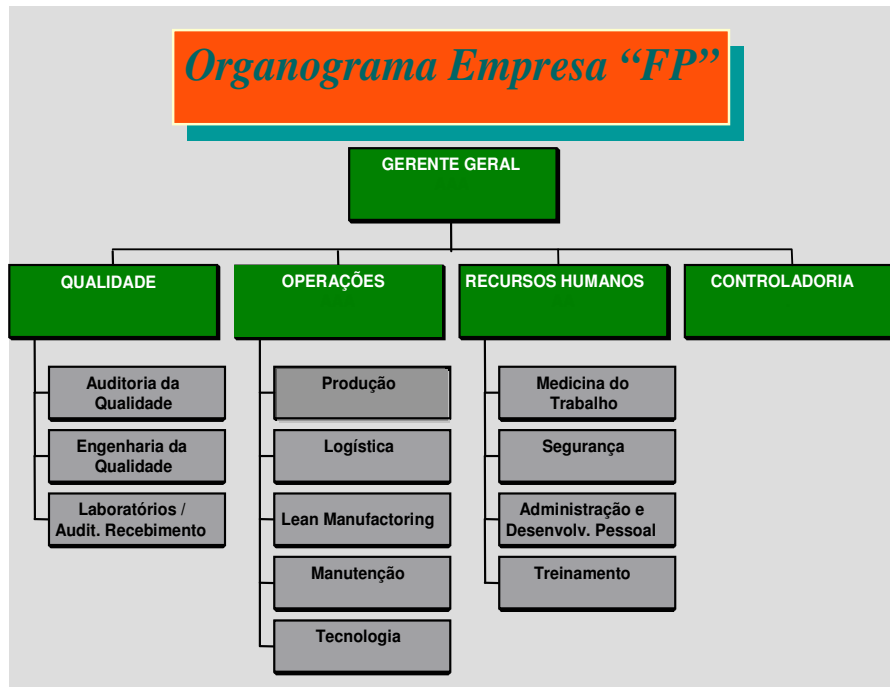 Organograma Empresa “FP”
GERENTE GERAL
QUALIDADE
OPERAÇÕES
RECURSOS HUMANOS
CONTROLADORIA
Auditoria da
Qualidade
Engenharia da
Qualidade
Laboratórios /
Audit. Recebimento
Produção
Logística
Lean Manufactoring
Manutenção
Tecnologia
Medicina do
Trabalho
Segurança
Administração e
Desenvolv. Pessoal
Treinamento